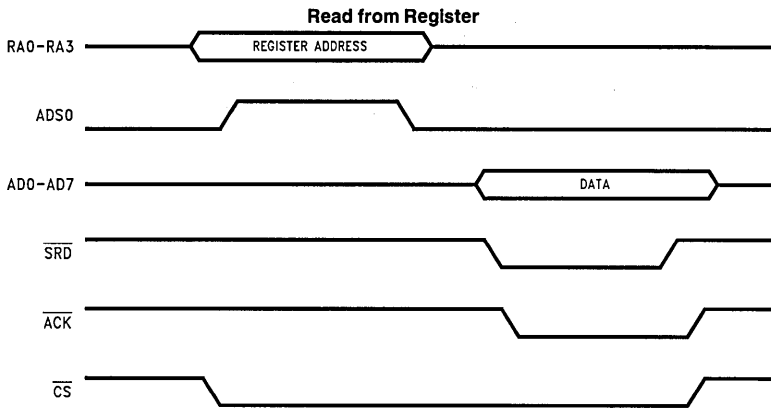 Read from Register
RA0-RA3
REGISTER ADDRESS
ADS0
AD0-AD7
DATA
SRD
ACK
CS